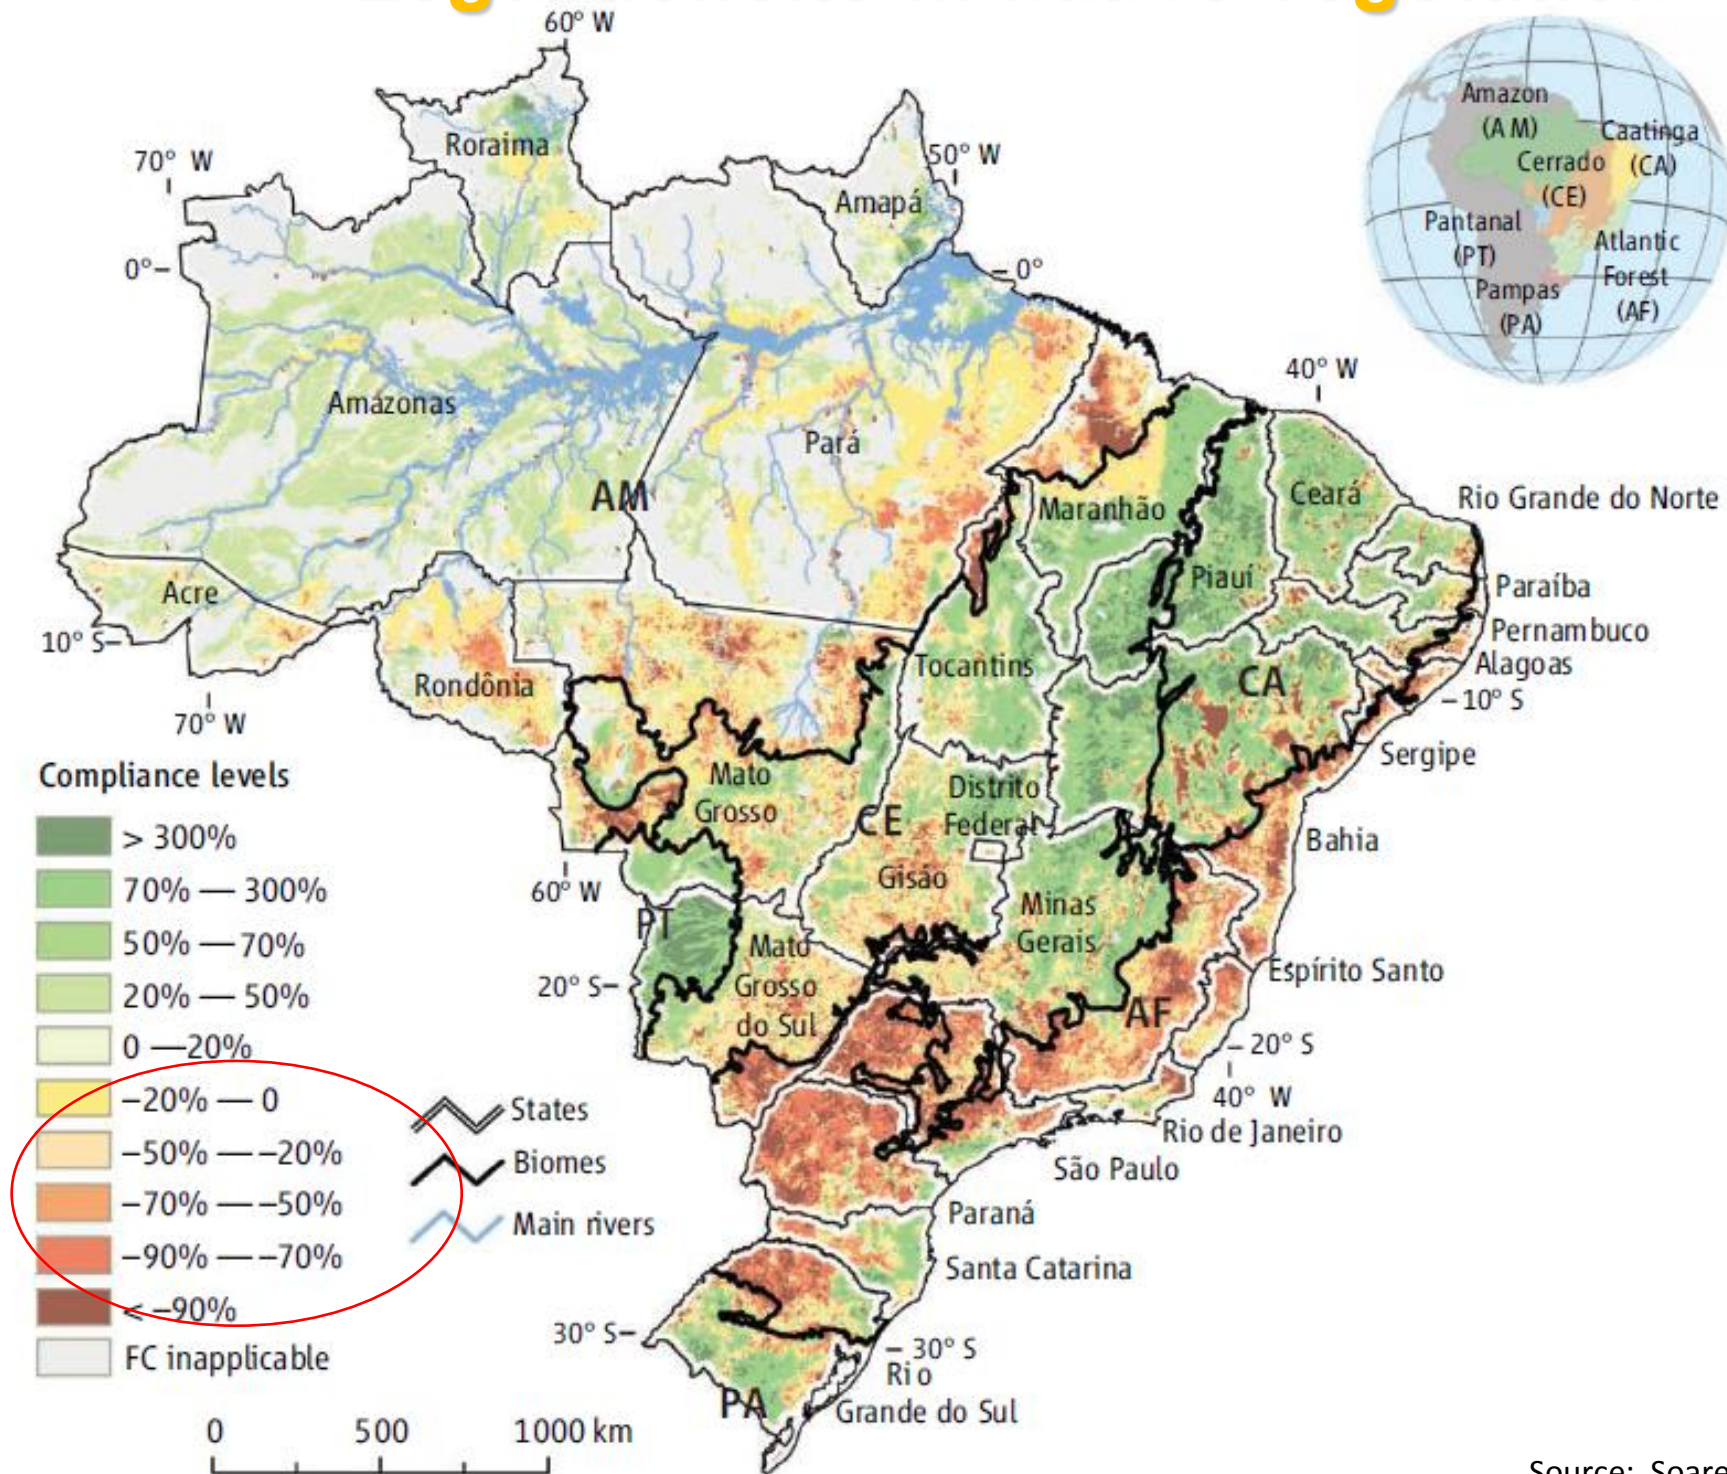 60° W
70° W
50° W
Roraima
Amapá
0°
0°
Amazon
(AM)
Caatinga
(CA)
Cerrado
(CE)
Pantanal
(PT)
Atlantic
Forest
(AF)
Pampas
(PA)
40° W
Amazonas
Pará
AM
Maranhão
Ceará
Rio Grande do Norte
Piauí
Paraíba
Acre
Pernambuco
10° S
Alagoas
Rondônia
Tocantins
CA
10° S
70° W
Sergipe
Compliance levels
> 300%
70% — 300%
50% — 70%
20% — 50%
0 — 20%
–20% — 0
–50% — –20%
–70% — –50%
–90% — –70%
< –90%
FC inapplicable
States
Biomes
Main rivers
Mato
Grosso
Distrito
Federal
CE
Bahia
60° W
Gisão
Minas
Gerais
PT
Mato
Grosso
do Sul
20° S
Espírito Santo
AF
20° S
40° W
Rio de Janeiro
São Paulo
Paraná
Santa Catarina
30° S
30° S
Rio
Grande do Sul
PA
0 500 1000 km
Source: Soare